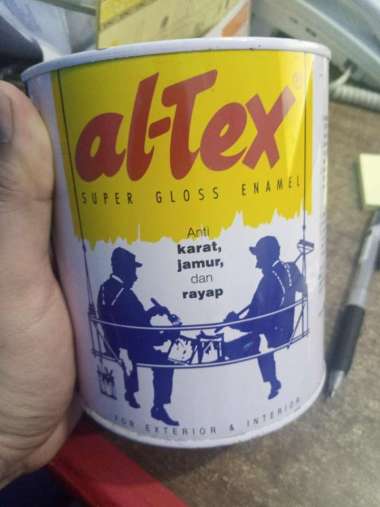 al-Tex®
SUPER GLOSS ENAMEL
Anti
karat,
jamur,
dan
rayap
FOR EXTERIOR & INTERIOR